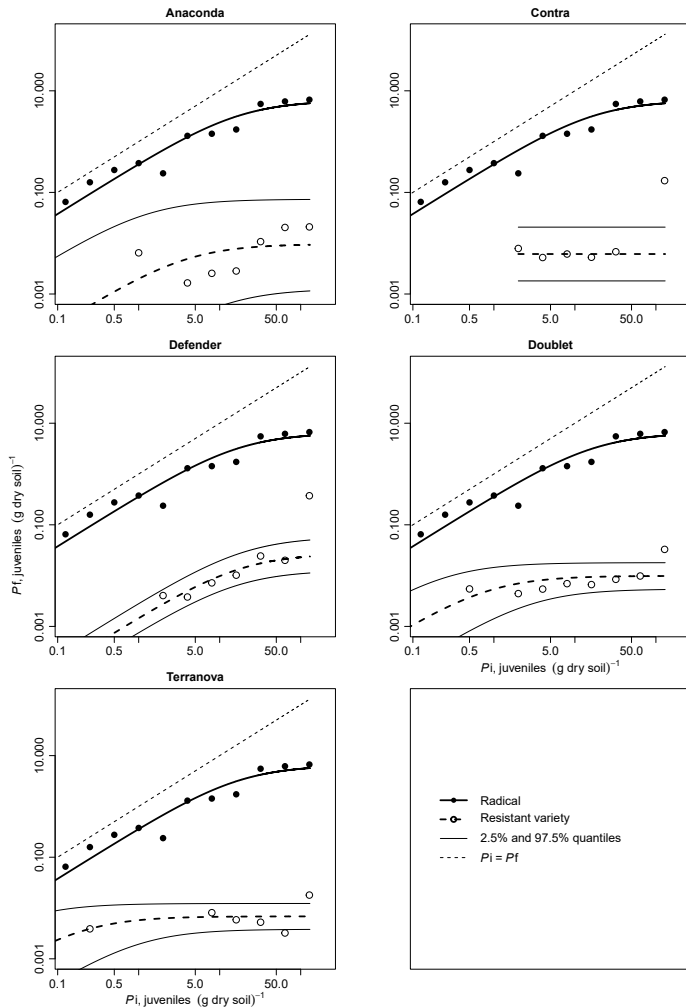 Anaconda
10.000
0.100
0.001
0.1 0.5 5.0 50.0
Contra
10.000
0.100
0.001
0.1 0.5 5.0 50.0
Defender
10.000
0.100
0.001
0.1 0.5 5.0 50.0
Pf, juveniles (g dry soil)⁻¹
Doublet
10.000
0.100
0.001
0.1 0.5 5.0 50.0
Pi, juveniles (g dry soil)⁻¹
Terranova
10.000
0.100
0.001
0.1 0.5 5.0 50.0
Pi, juveniles (g dry soil)⁻¹
Radical
Resistant variety
2.5% and 97.5% quantiles
Pi = Pf